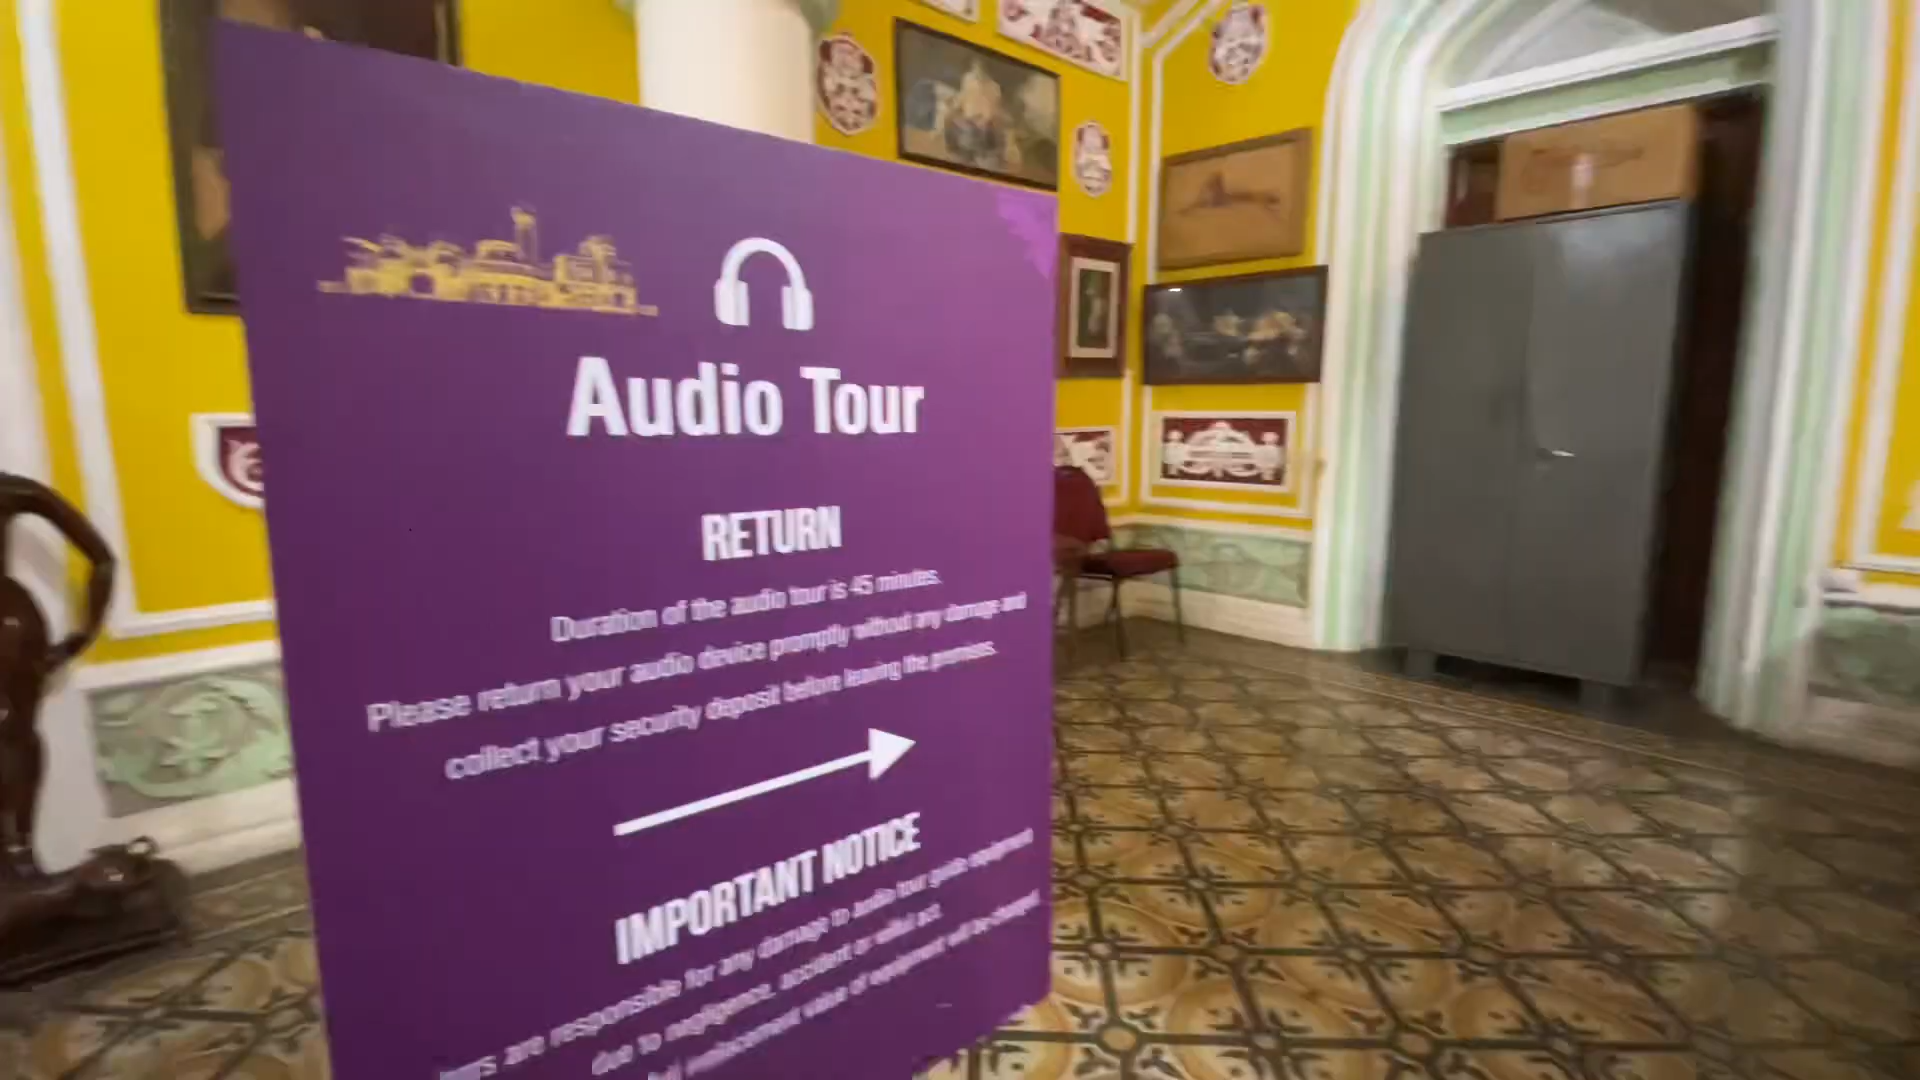 Audio Tour
RETURN
Duration of the audio tour is 45 minutes.
Please return your audio device promptly without any damage and
collect your security deposit before leaving the premises.
IMPORTANT NOTICE
are responsible for any damage to audio tour guide equipment
due to negligence, accident or wilful act.
replacement value of equipment will be charged